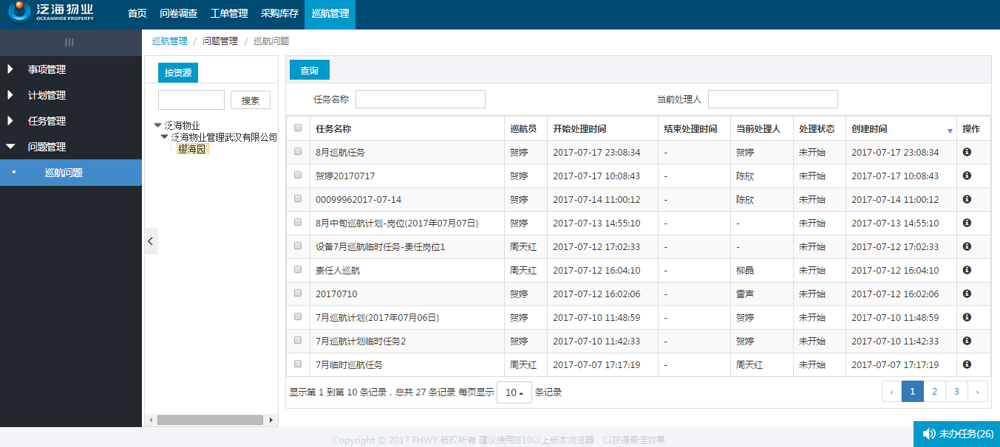 泛海物业
OCEANWIDE PROPERTY
首页 问卷调查 工单管理 采购库存 巡航管理
事项管理
计划管理
任务管理
问题管理
巡航问题
巡航管理 / 问题管理 / 巡航问题
按资源
搜索
泛海物业
泛海物业管理武汉有限公司
樱海园
查询
任务名称 当前处理人
任务名称 巡航员 开始处理时间 结束处理时间 当前处理人 处理状态 创建时间 操作
8月巡航任务 贺婷 2017-07-17 23:08:34 - 贺婷 未开始 2017-07-17 23:08:34
贺婷20170717 贺婷 2017-07-17 10:08:43 - 陈欣 未开始 2017-07-17 10:08:43
00099962017-07-14 贺婷 2017-07-14 11:00:12 - 陈欣 未开始 2017-07-14 11:00:12
8月中旬巡航计划-岗位(2017年07月07日) 贺婷 2017-07-13 14:55:10 - - 未开始 2017-07-13 14:55:10
设备7月巡航临时任务-责任岗位1 周天红 2017-07-12 17:02:33 - - 未开始 2017-07-12 17:02:33
责任人巡航 周天红 2017-07-12 16:04:10 - 柳晶 未开始 2017-07-12 16:04:10
20170710 贺婷 2017-07-12 16:02:06 - 雷声 未开始 2017-07-12 16:02:06
7月巡航计划(2017年07月06日) 贺婷 2017-07-10 11:48:59 - 贺婷 未开始 2017-07-10 11:48:59
7月巡航计划临时任务2 贺婷 2017-07-10 11:42:33 - 贺婷 未开始 2017-07-10 11:42:33
7月临时巡航任务 周天红 2017-07-07 17:17:19 - 周天红 未开始 2017-07-07 17:17:19
显示第 1 到第 10 条记录，总共 27 条记录 每页显示 10 条记录 ‹ 1 2 3 ›
Copyright © 2017 FHWY 版权所有 建议使用IE10以上版本浏览器，以获得最佳效果
未办任务(26)